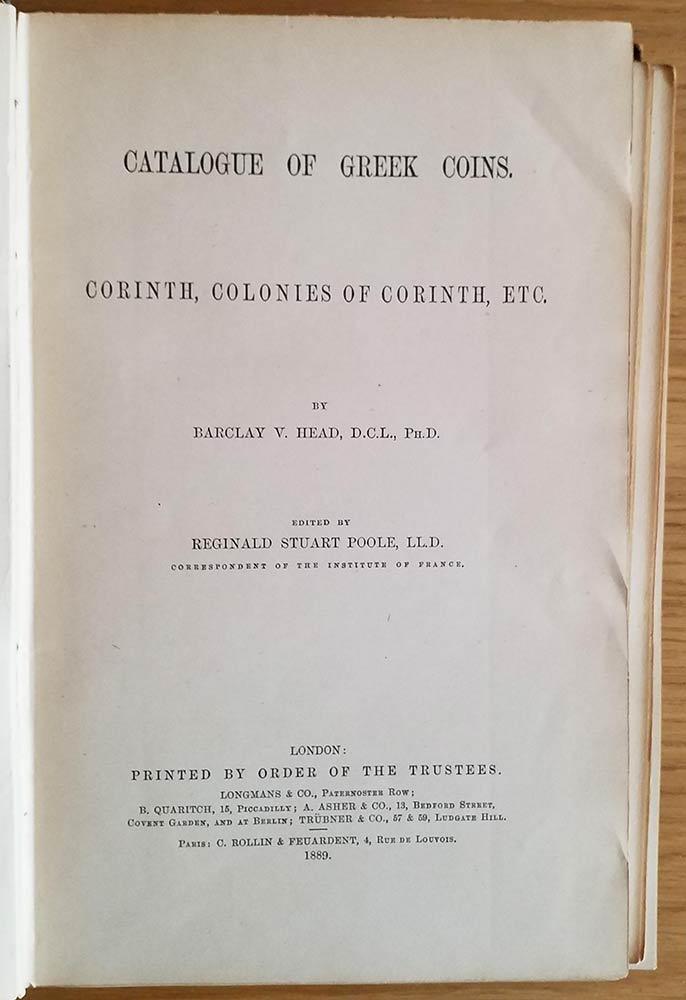 CATALOGUE OF GREEK COINS.
CORINTH, COLONIES OF CORINTH, ETC.
BY
BARCLAY V. HEAD, D.C.L., PH.D.
EDITED BY
REGINALD STUART POOLE, LL.D.
CORRESPONDENT OF THE INSTITUTE OF FRANCE.
LONDON:
PRINTED BY ORDER OF THE TRUSTEES.
LONGMANS & CO., PATERNOSTER ROW;
B. QUARITCH, 15, PICCADILLY; A. ASHER & CO., 13, BEDFORD STREET,
COVENT GARDEN, AND AT BERLIN; TRÜBNER & CO., 57 & 59, LUDGATE HILL.
PARIS: C. ROLLIN & FEUARDENT, 4, RUE DE LOUVOIS.
1889.